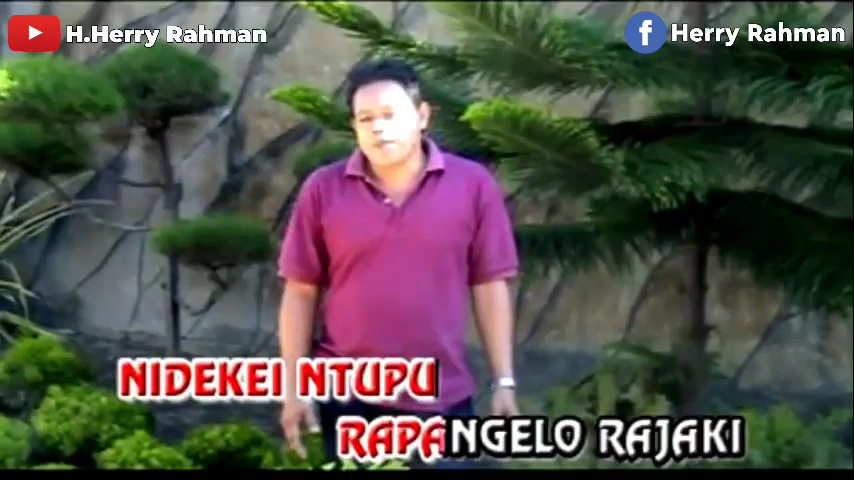 H.Herry Rahman
Herry Rahman
NIDEKEI NTUPU
RAPANGELO RAJAKI